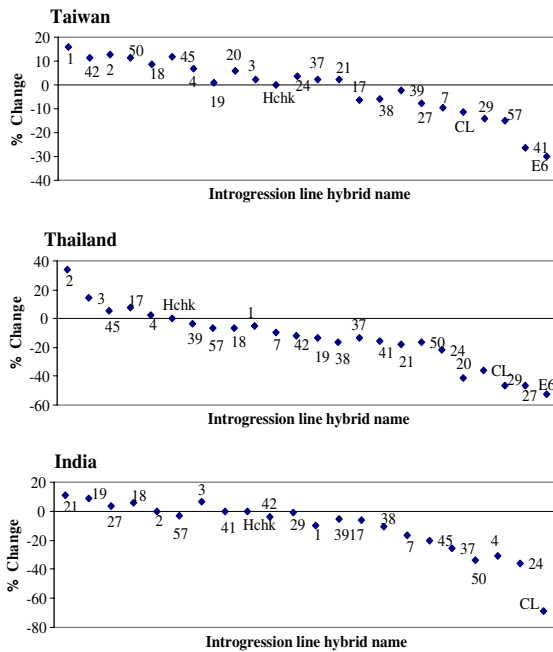 Taiwan
% Change
20
10
0
-10
-20
-30
-40
1 42 2 50 18 45 4 19 20 3 Hchk 24 37 21 17 38 39 27 7 CL 29 57 41 E6
Introgression line hybrid name
Thailand
% Change
40
20
0
-20
-40
-60
2 3 45 17 4 Hchk 39 57 18 1 7 42 19 38 37 41 21 50 24 20 CL 29 27 E6
Introgression line hybrid name
India
% Change
20
0
-20
-40
-60
-80
21 19 27 18 2 57 3 41 Hchk 42 29 1 39 17 38 7 45 37 50 4 24 CL
Introgression line hybrid name